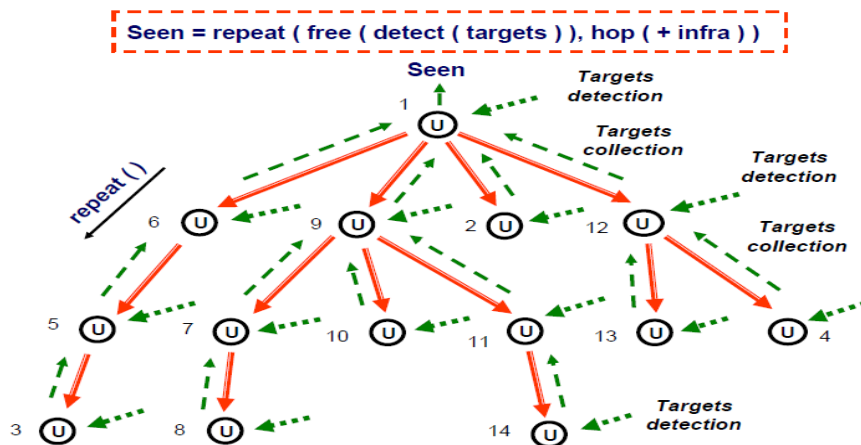 Seen = repeat ( free ( detect ( targets ) ), hop ( + infra ) )
Seen
Targets
detection
1
U
Targets
collection
Targets
detection
repeat ( )
6
U
9
U
2
U
12
U
Targets
collection
5
U
7
U
10
U
11
U
13
U
U
4
3
U
8
U
14
U
Targets
detection